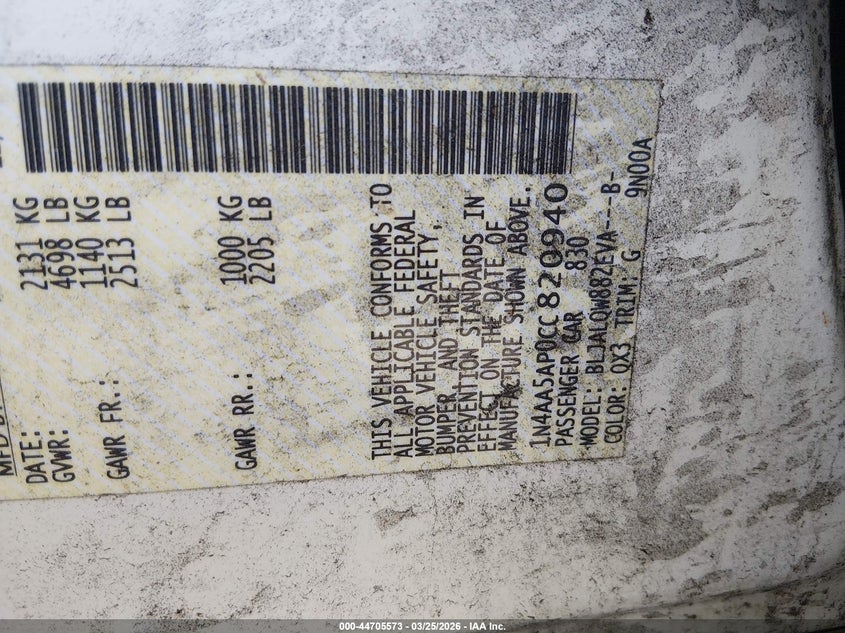 MFD B
DATE:
GVWR: 2131 KG
4698 LB
GAWR FR.: 1140 KG
2513 LB
GAWR RR.: 1000 KG
2205 LB
THIS VEHICLE CONFORMS TO
ALL APPLICABLE FEDERAL
MOTOR VEHICLE SAFETY,
BUMPER AND THEFT
PREVENTION STANDARDS IN
EFFECT ON THE DATE OF
MANUFACTURE SHOWN ABOVE.
1N4AA5AP0CC820940
PASSENGER CAR 830
MODEL: BLJALQW882EVA---B-
COLOR: QX3 TRIM: G 9N00A
000-44705573 — 03/25/2026 — IAA Inc.